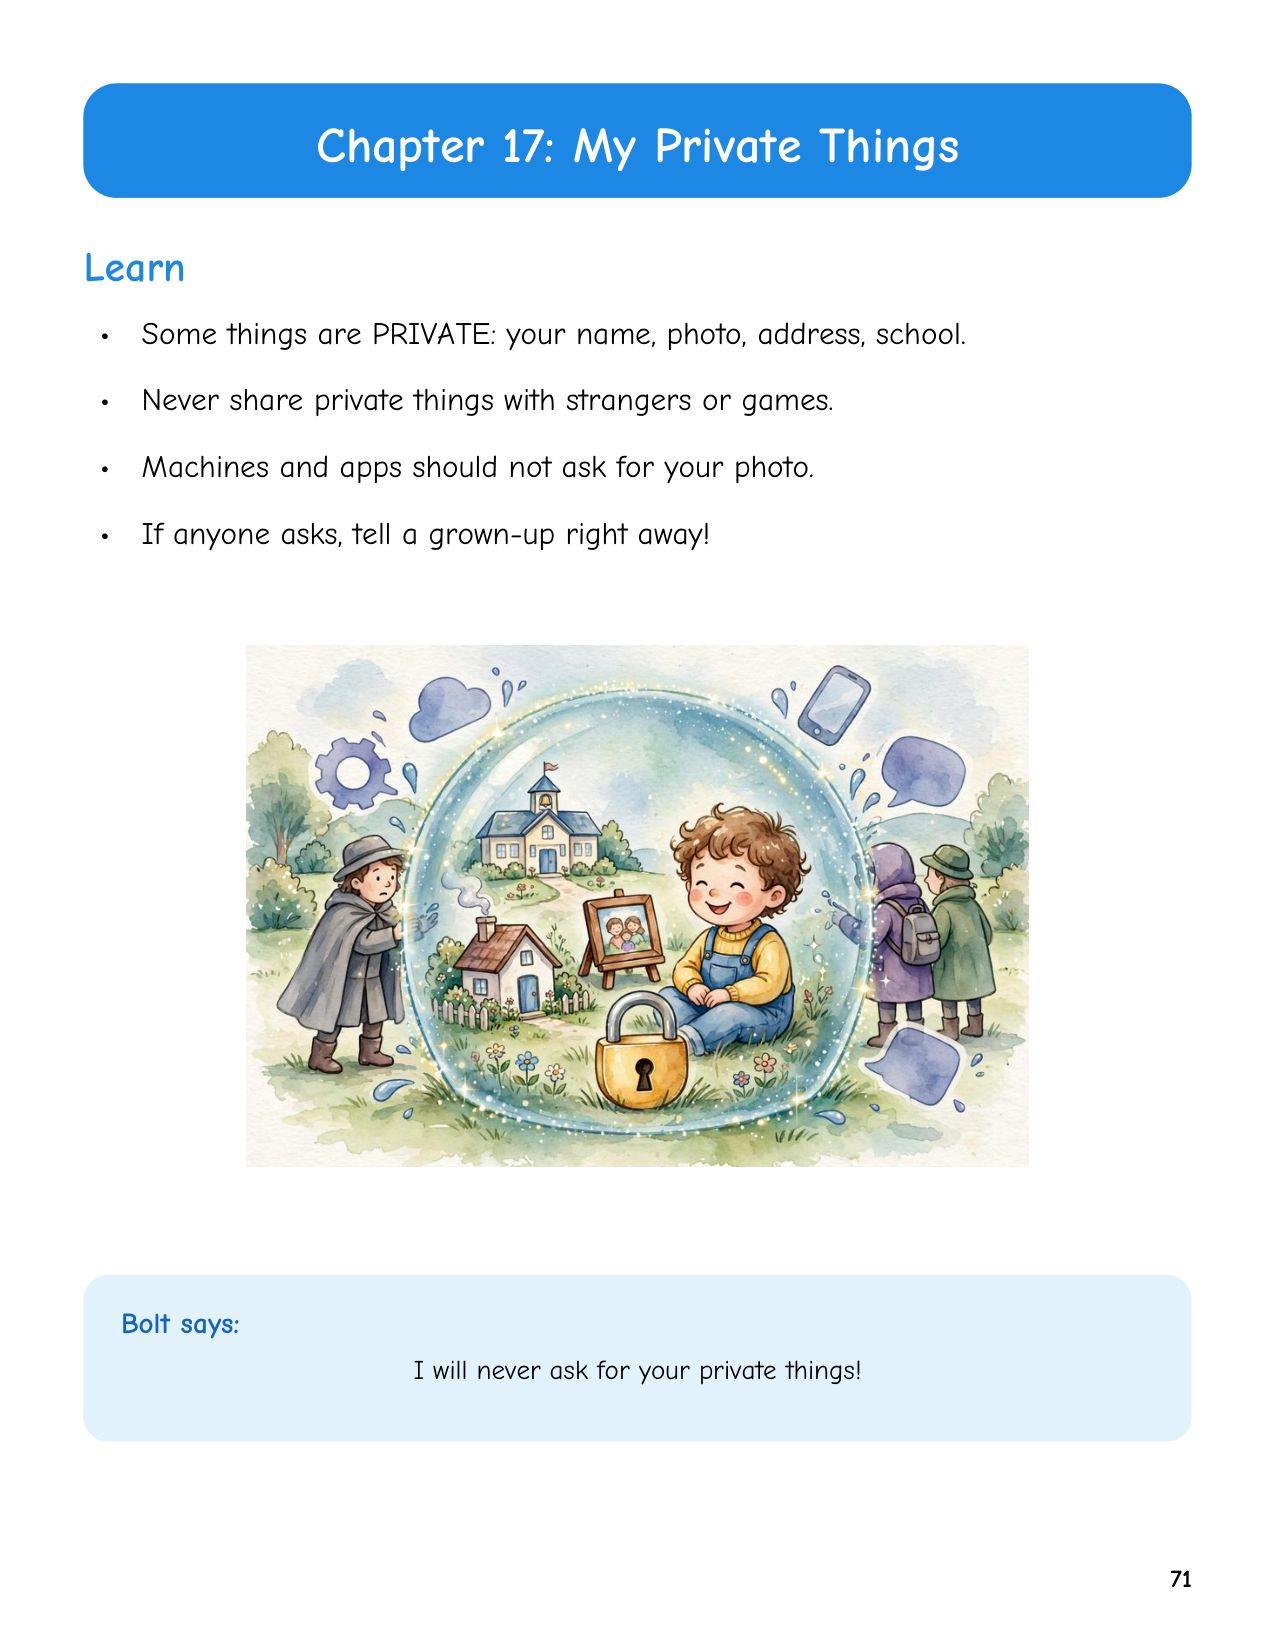 Chapter 17: My Private Things
Learn
• Some things are PRIVATE: your name, photo, address, school.
• Never share private things with strangers or games.
• Machines and apps should not ask for your photo.
• If anyone asks, tell a grown-up right away!
Bolt says:
I will never ask for your private things!
71